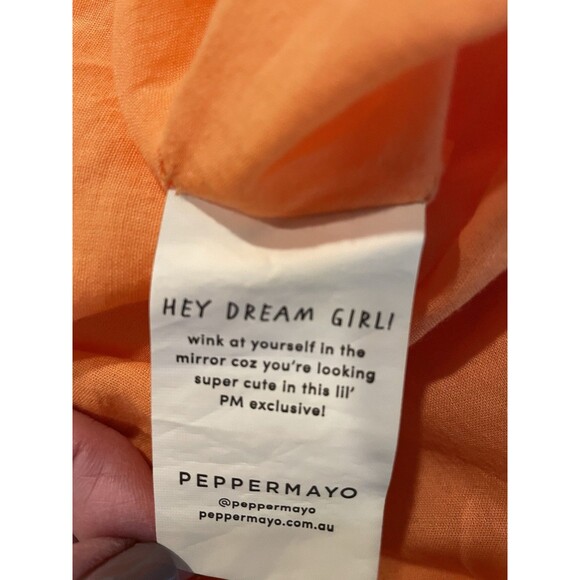 HEY DREAM GIRL!
wink at yourself in the
mirror coz you're looking
super cute in this lil'
PM exclusive!
PEPPERMAYO
@peppermayo
peppermayo.com.au